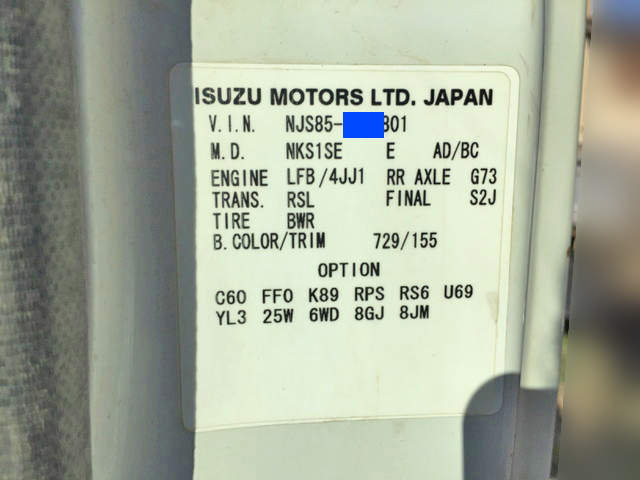 ISUZU MOTORS LTD. JAPAN
V.I.N. NJS85- 801
M.D. NKS1SE E AD/BC
ENGINE LFB/4JJ1 RR AXLE G73
TRANS. RSL FINAL S2J
TIRE BWR
B.COLOR/TRIM 729/155
OPTION
C60 FF0 K89 RPS RS6 U69
YL3 25W 6WD 8GJ 8JM